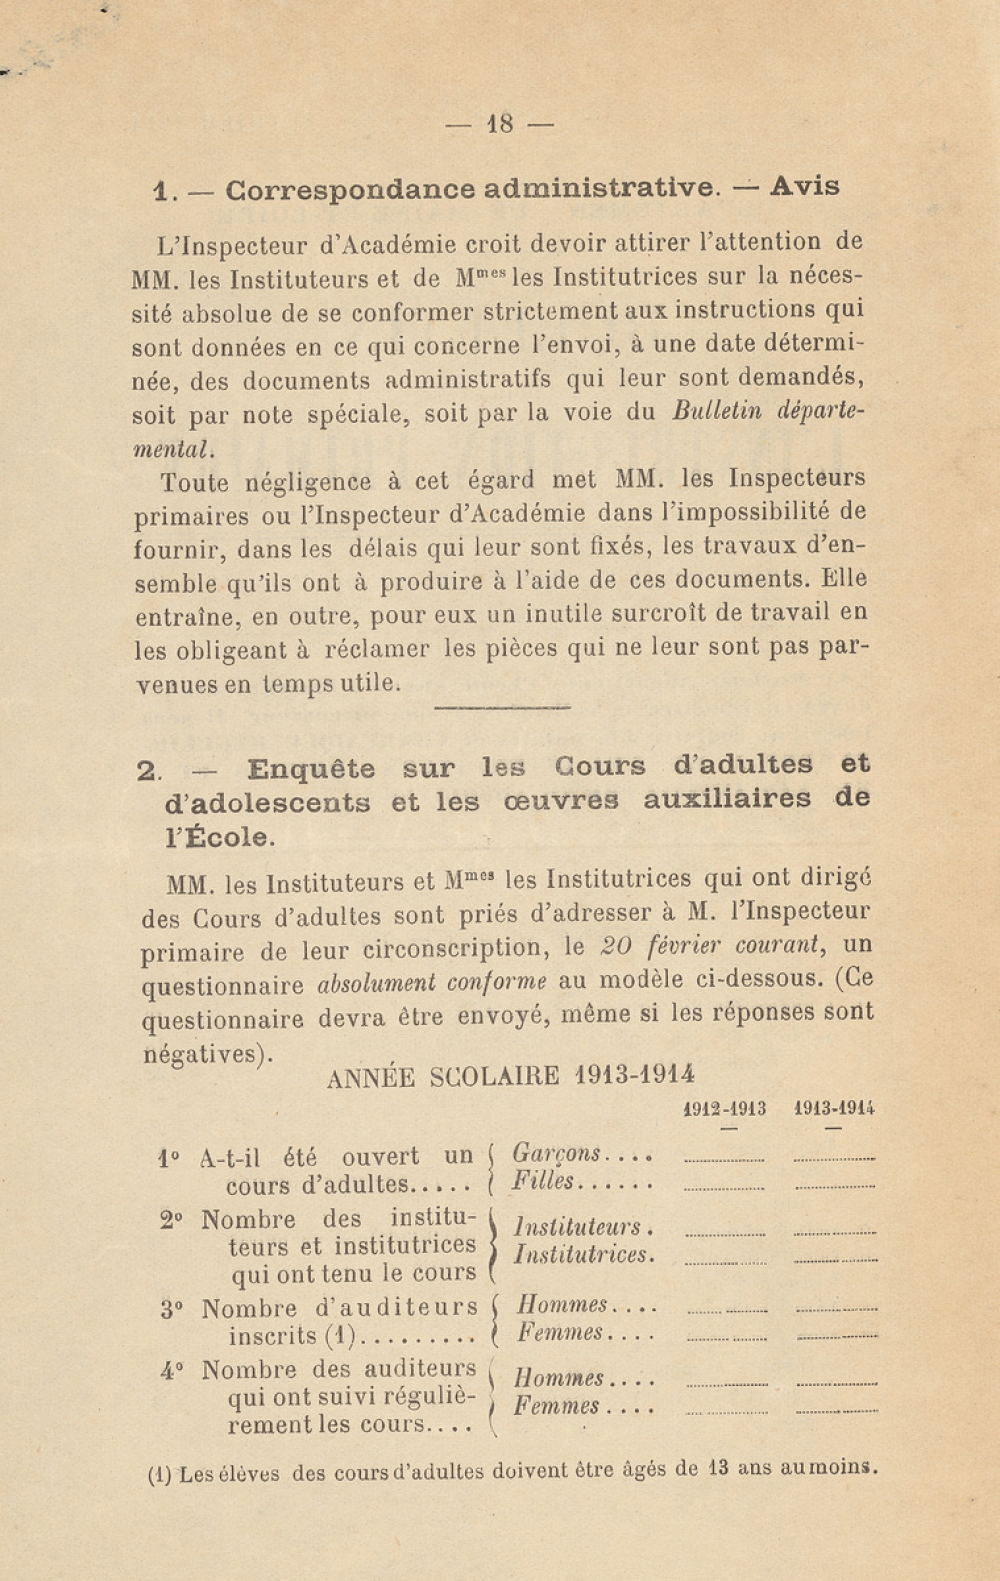 — 18 —
1. — Correspondance administrative. — Avis
L'Inspecteur d'Académie croit devoir attirer l'attention de
MM. les Instituteurs et de Mmes les Institutrices sur la néces-
sité absolue de se conformer strictement aux instructions qui
sont données en ce qui concerne l'envoi, à une date détermi-
née, des documents administratifs qui leur sont demandés,
soit par note spéciale, soit par la voie du Bulletin départe-
mental.
Toute négligence à cet égard met MM. les Inspecteurs
primaires ou l'Inspecteur d'Académie dans l'impossibilité de
fournir, dans les délais qui leur sont fixés, les travaux d'en-
semble qu'ils ont à produire à l'aide de ces documents. Elle
entraîne, en outre, pour eux un inutile surcroît de travail en
les obligeant à réclamer les pièces qui ne leur sont pas par-
venues en temps utile.
2. — Enquête sur les Cours d'adultes et
d'adolescents et les œuvres auxiliaires de
l'École.
MM. les Instituteurs et Mmes les Institutrices qui ont dirigé
des Cours d'adultes sont priés d'adresser à M. l'Inspecteur
primaire de leur circonscription, le 20 février courant, un
questionnaire absolument conforme au modèle ci-dessous. (Ce
questionnaire devra être envoyé, même si les réponses sont
négatives).
ANNÉE SCOLAIRE 1913-1914
1912-1913 1913-1914
1° A-t-il été ouvert un
cours d'adultes.....
Garçons....
Filles......
2° Nombre des institu-
teurs et institutrices
qui ont tenu le cours
Instituteurs.
Institutrices.
3° Nombre d'auditeurs
inscrits (1).........
Hommes....
Femmes....
4° Nombre des auditeurs
qui ont suivi réguliè-
rement les cours....
Hommes....
Femmes....
(1) Les élèves des cours d'adultes doivent être âgés de 13 ans au moins.